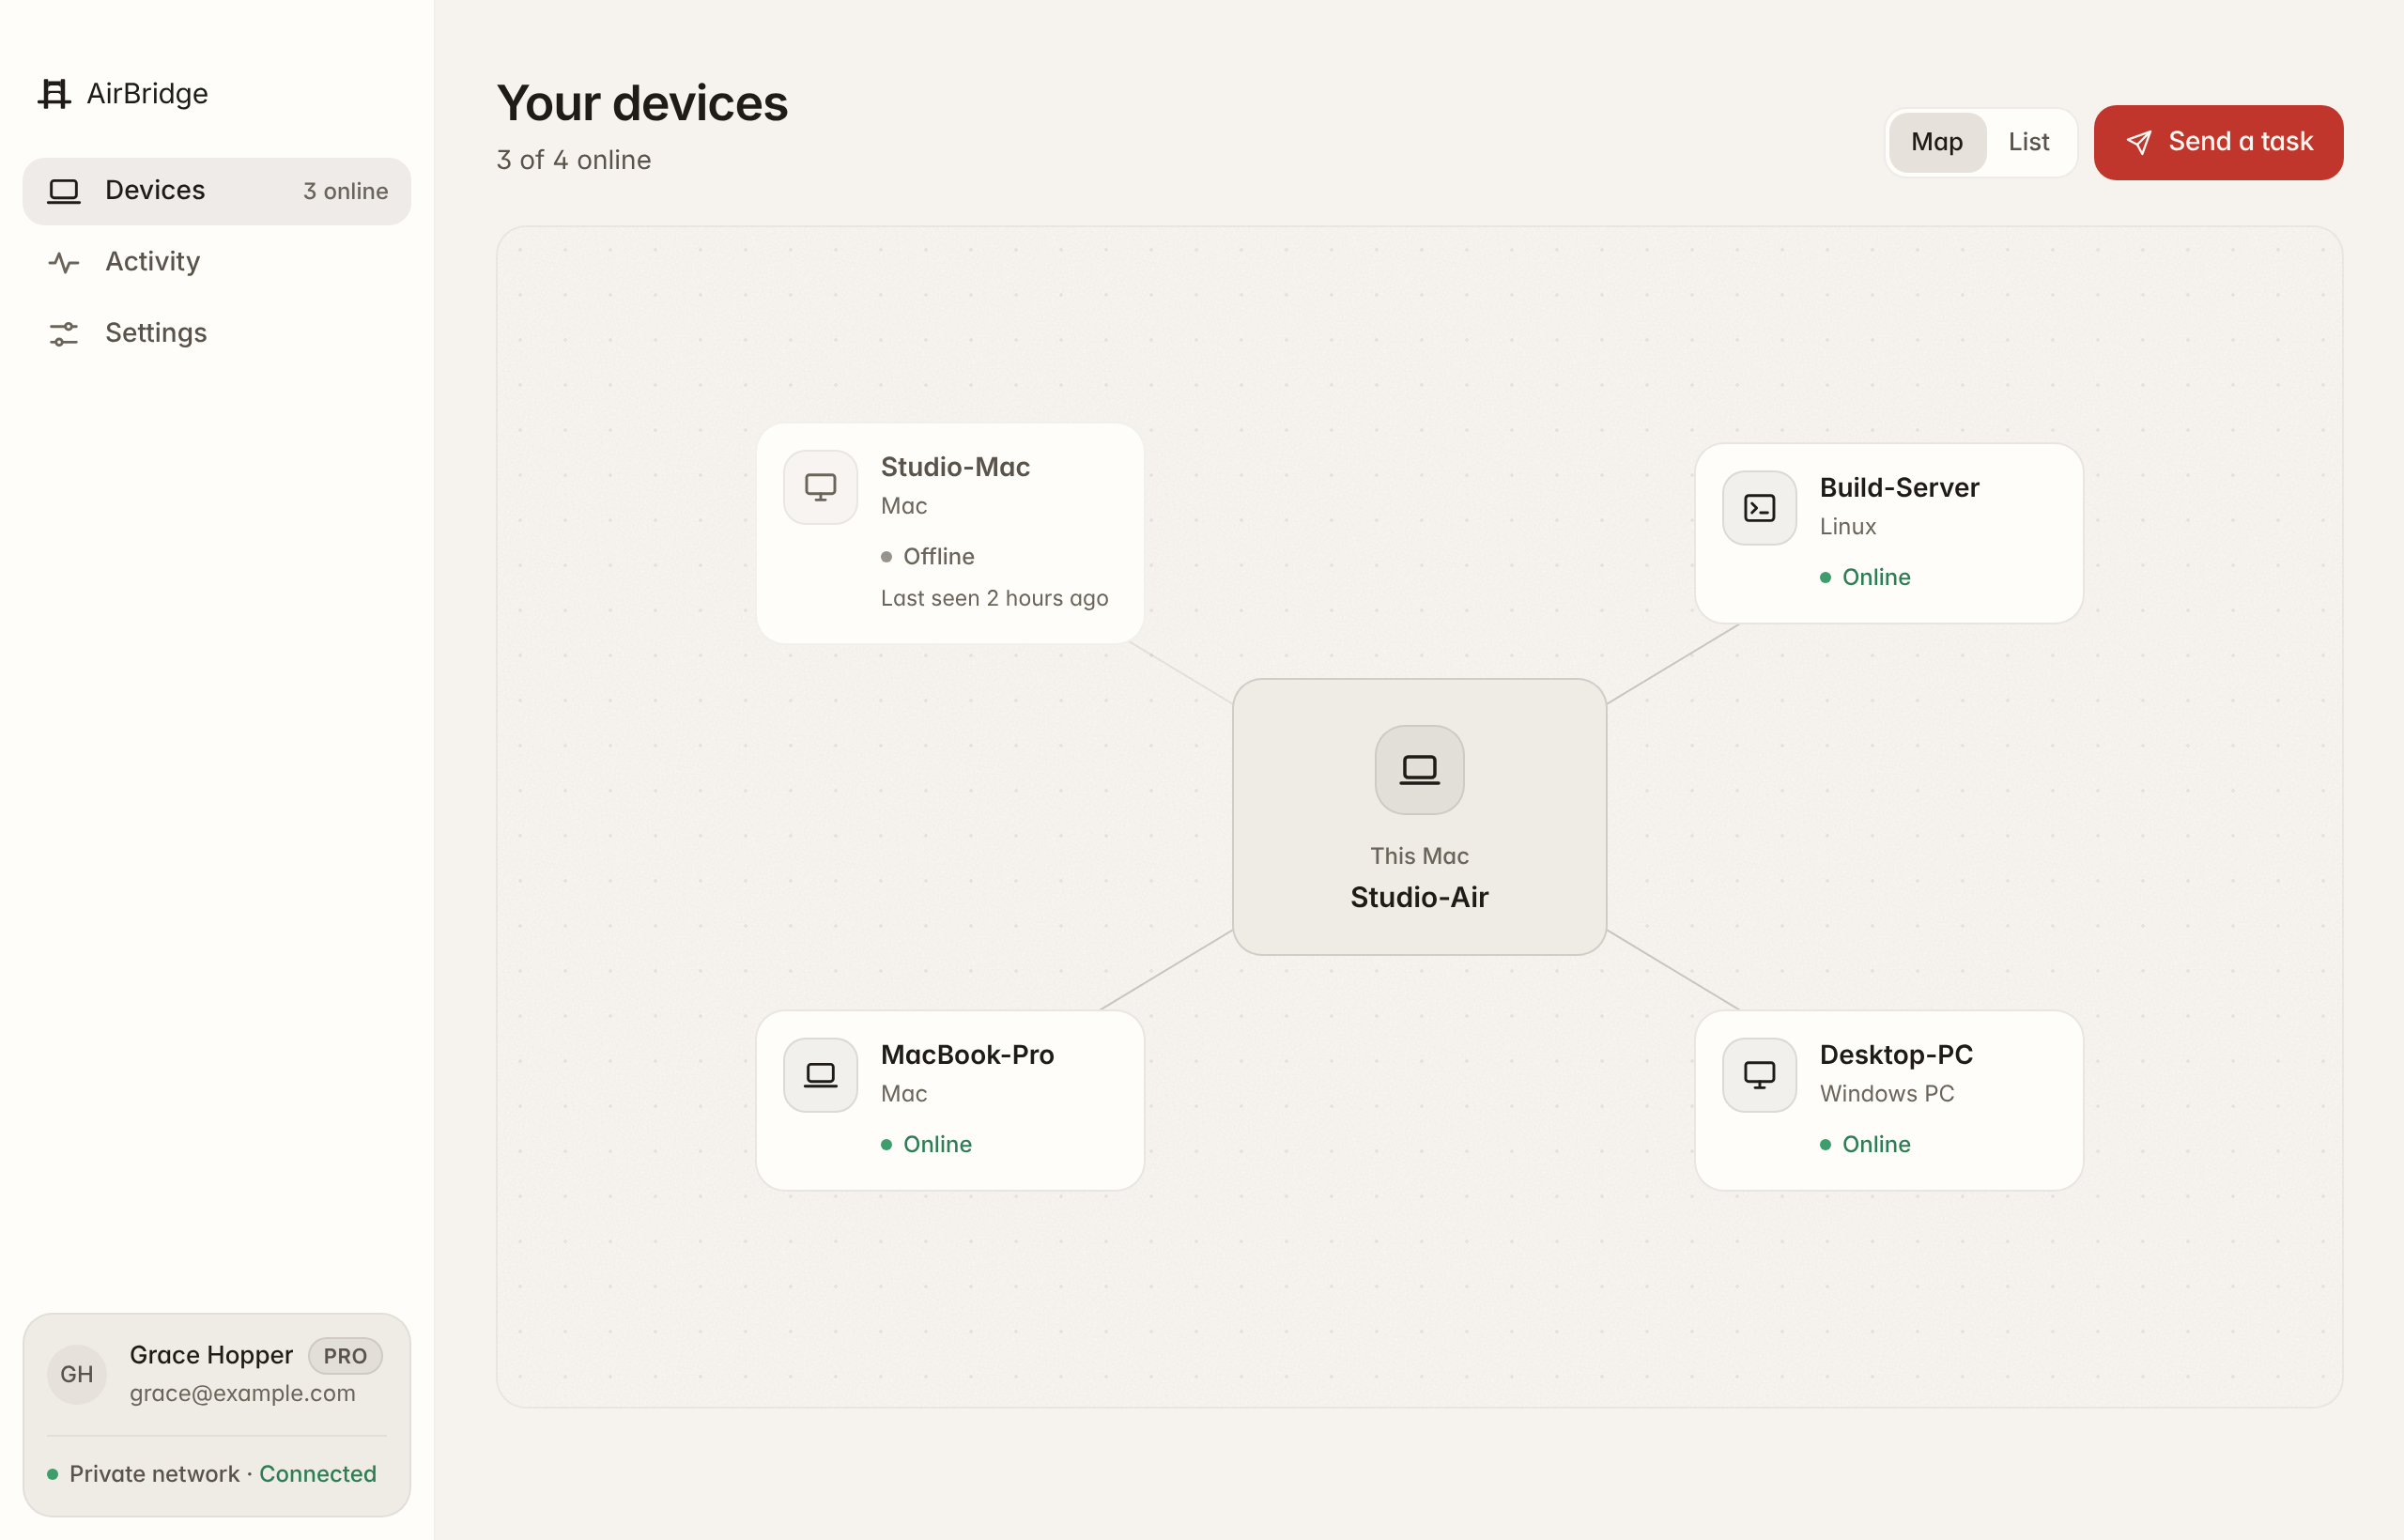 AirBridge
Devices 3 online
Activity
Settings
Your devices
3 of 4 online
Map List
Send a task
Studio-Mac
Mac
Offline
Last seen 2 hours ago
Build-Server
Linux
Online
This Mac
Studio-Air
MacBook-Pro
Mac
Online
Desktop-PC
Windows PC
Online
GH
Grace Hopper PRO
grace@example.com
Private network · Connected